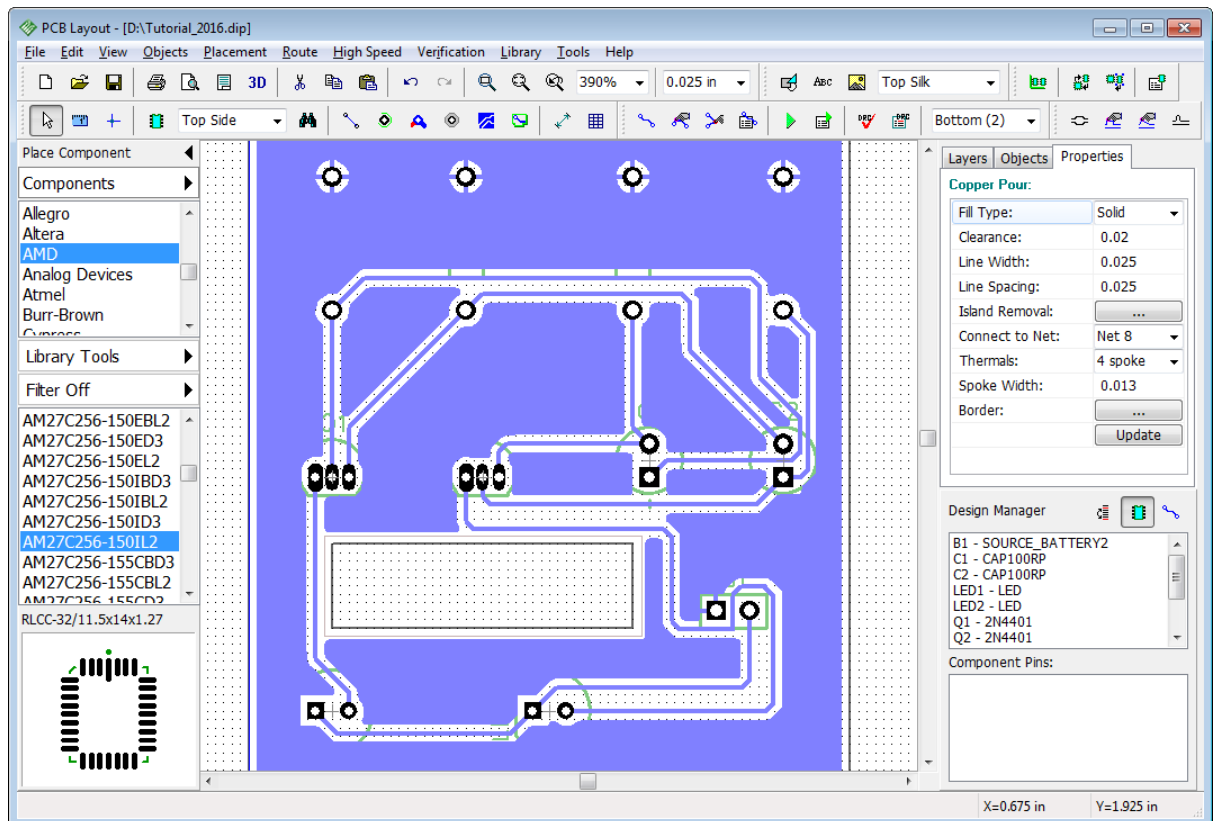 PCB Layout - [D:\Tutorial_2016.dip]
File Edit View Objects Placement Route High Speed Verification Library Tools Help
3D 390% 0.025 in ABC Top Silk
Top Side DRC DRC Bottom (2)
Place Component
Components
Allegro
Altera
AMD
Analog Devices
Atmel
Burr-Brown
Cypress
Library Tools
Filter Off
AM27C256-150EBL2
AM27C256-150ED3
AM27C256-150EL2
AM27C256-150IBD3
AM27C256-150IBL2
AM27C256-150ID3
AM27C256-150IL2
AM27C256-155CBD3
AM27C256-155CBL2
AM27C256-155CD3
RLCC-32/11.5x14x1.27
Layers Objects Properties
Copper Pour:
Fill Type: Solid
Clearance: 0.02
Line Width: 0.025
Line Spacing: 0.025
Island Removal: ...
Connect to Net: Net 8
Thermals: 4 spoke
Spoke Width: 0.013
Border: ...
Update
Design Manager
B1 - SOURCE_BATTERY2
C1 - CAP100RP
C2 - CAP100RP
LED1 - LED
LED2 - LED
Q1 - 2N4401
Q2 - 2N4401
Component Pins:
X=0.675 in Y=1.925 in